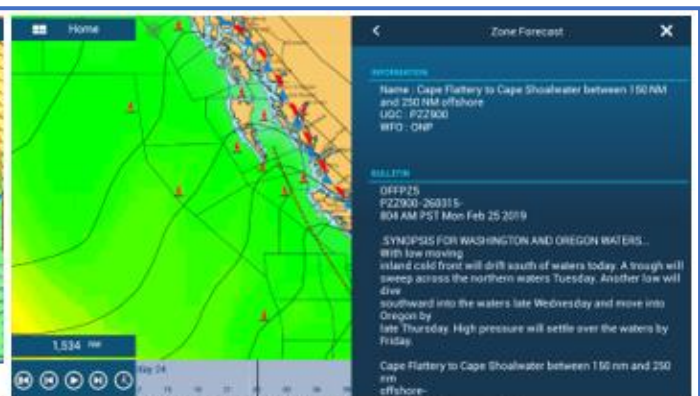 Home
Zone Forecast
INFORMATION
Name : Cape Flattery to Cape Shoalwater between 150 NM
and 250 NM offshore
UGC : PZZ900
WFO : ONP
BULLETIN
OFFPZ5
PZZ900-260315-
804 AM PST Mon Feb 25 2019
.SYNOPSIS FOR WASHINGTON AND OREGON WATERS...
With low moving
inland cold front will drift south of waters today. A trough will
sweep across the northern waters Tuesday. Another low will
dive
southward into the waters late Wednesday and move into
Oregon by
late Thursday. High pressure will settle over the waters by
Friday.
Cape Flattery to Cape Shoalwater between 150 nm and 250
nm
offshore-
1,534 NM